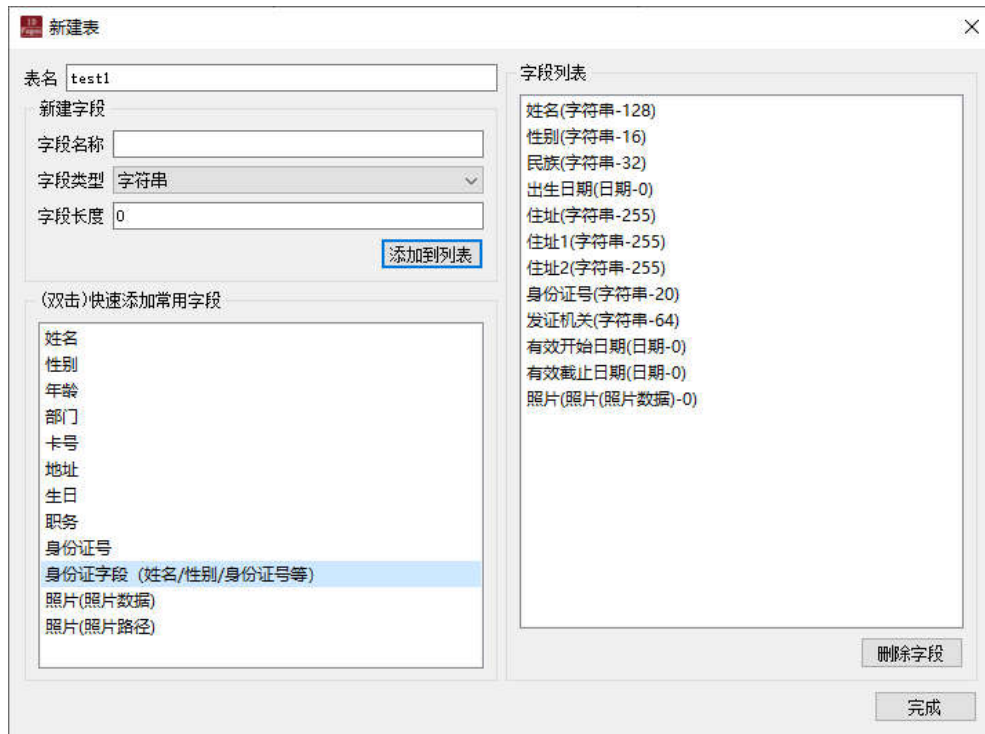 ID
Pages
新建表
表名 test1
新建字段
字段名称
字段类型 字符串
字段长度 0
添加到列表
(双击)快速添加常用字段
姓名
性别
年龄
部门
卡号
地址
生日
职务
身份证号
身份证字段（姓名/性别/身份证号等）
照片(照片数据)
照片(照片路径)
字段列表
姓名(字符串-128)
性别(字符串-16)
民族(字符串-32)
出生日期(日期-0)
住址(字符串-255)
住址1(字符串-255)
住址2(字符串-255)
身份证号(字符串-20)
发证机关(字符串-64)
有效开始日期(日期-0)
有效截止日期(日期-0)
照片(照片(照片数据)-0)
删除字段
完成